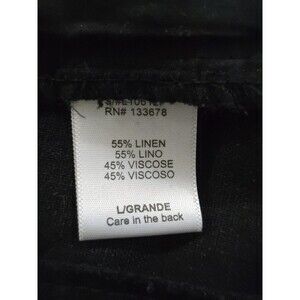 RN# 133678
55% LINEN
55% LINO
45% VISCOSE
45% VISCOSO
L/GRANDE
Care in the back